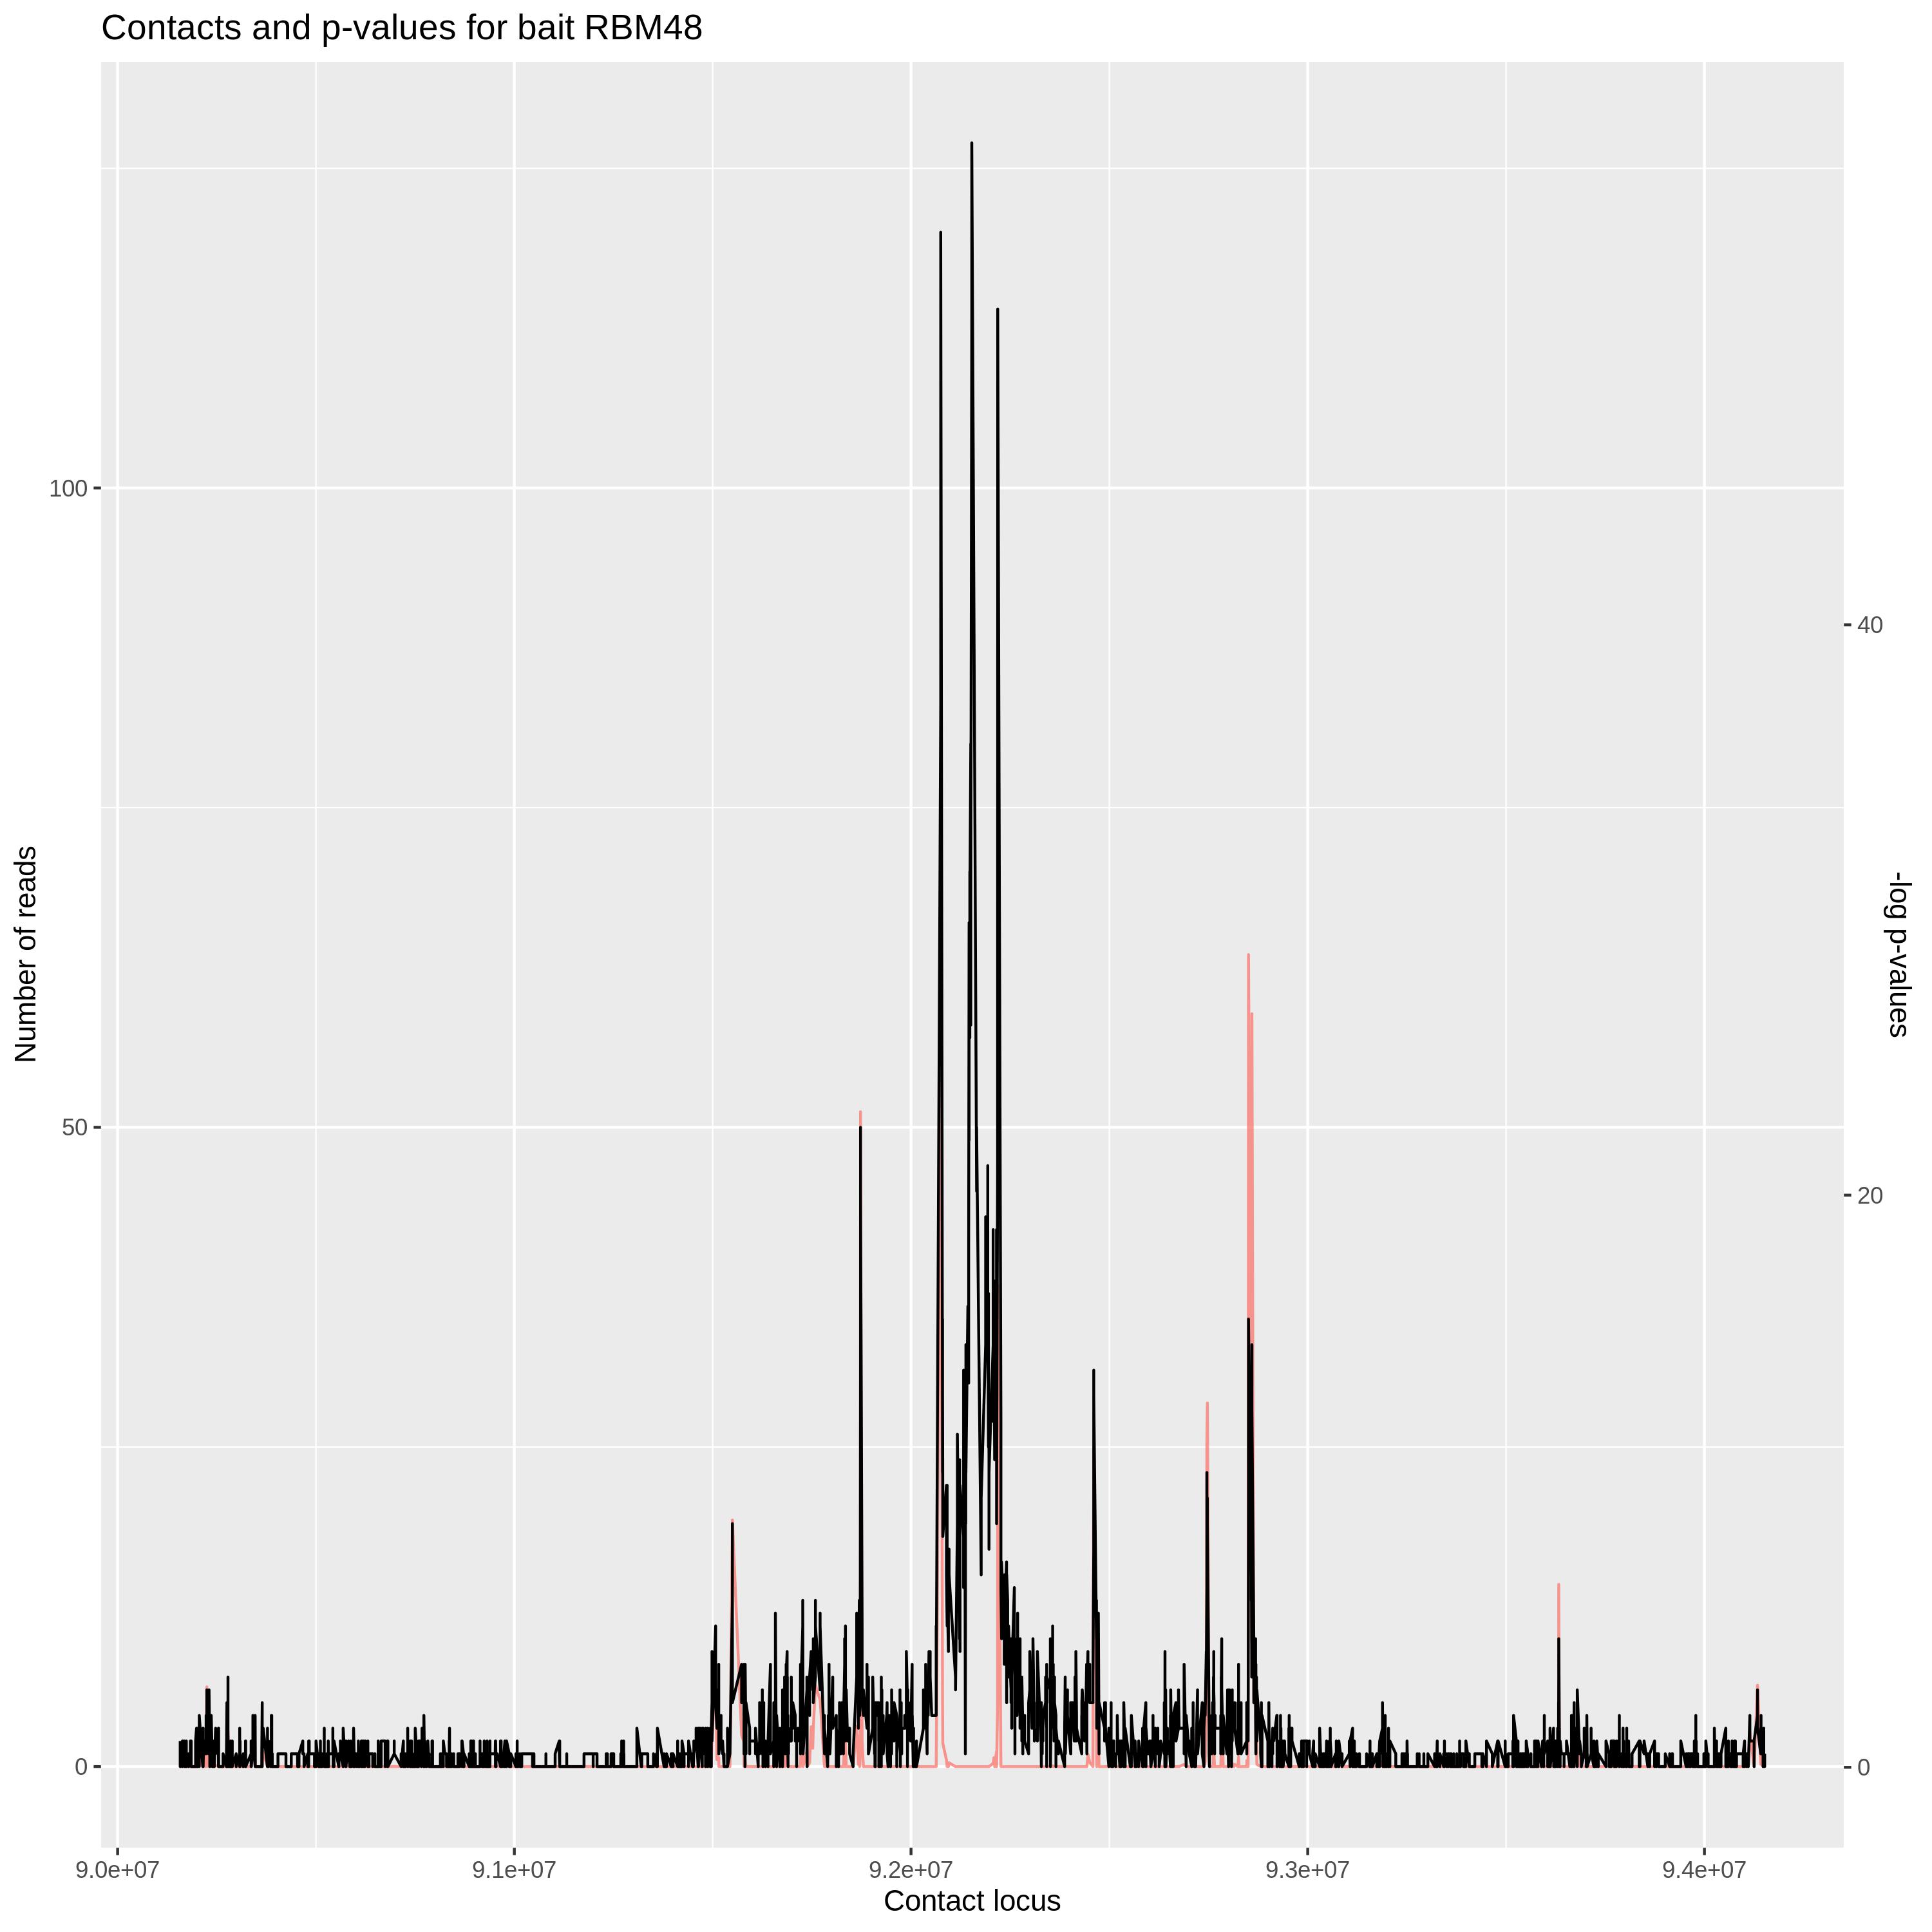 Contacts and p-values for bait RBM48
100
50
0
Number of reads
40
20
0
-log p-values
9.0e+07 9.1e+07 9.2e+07 9.3e+07 9.4e+07
Contact locus